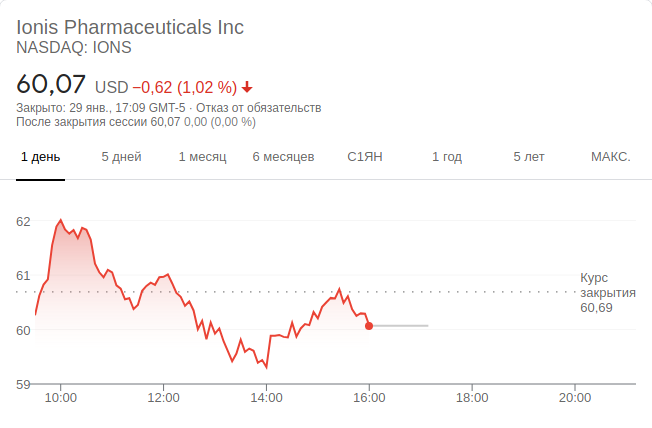 Ionis Pharmaceuticals Inc
NASDAQ: IONS
60,07 USD −0,62 (1,02 %)
Закрыто: 29 янв., 17:09 GMT-5 · Отказ от обязательств
После закрытия сессии 60,07 0,00 (0,00 %)
1 день 5 дней 1 месяц 6 месяцев С1ЯН 1 год 5 лет МАКС.
62
61
Курс
закрытия
60,69
60
59
10:00 12:00 14:00 16:00 18:00 20:00